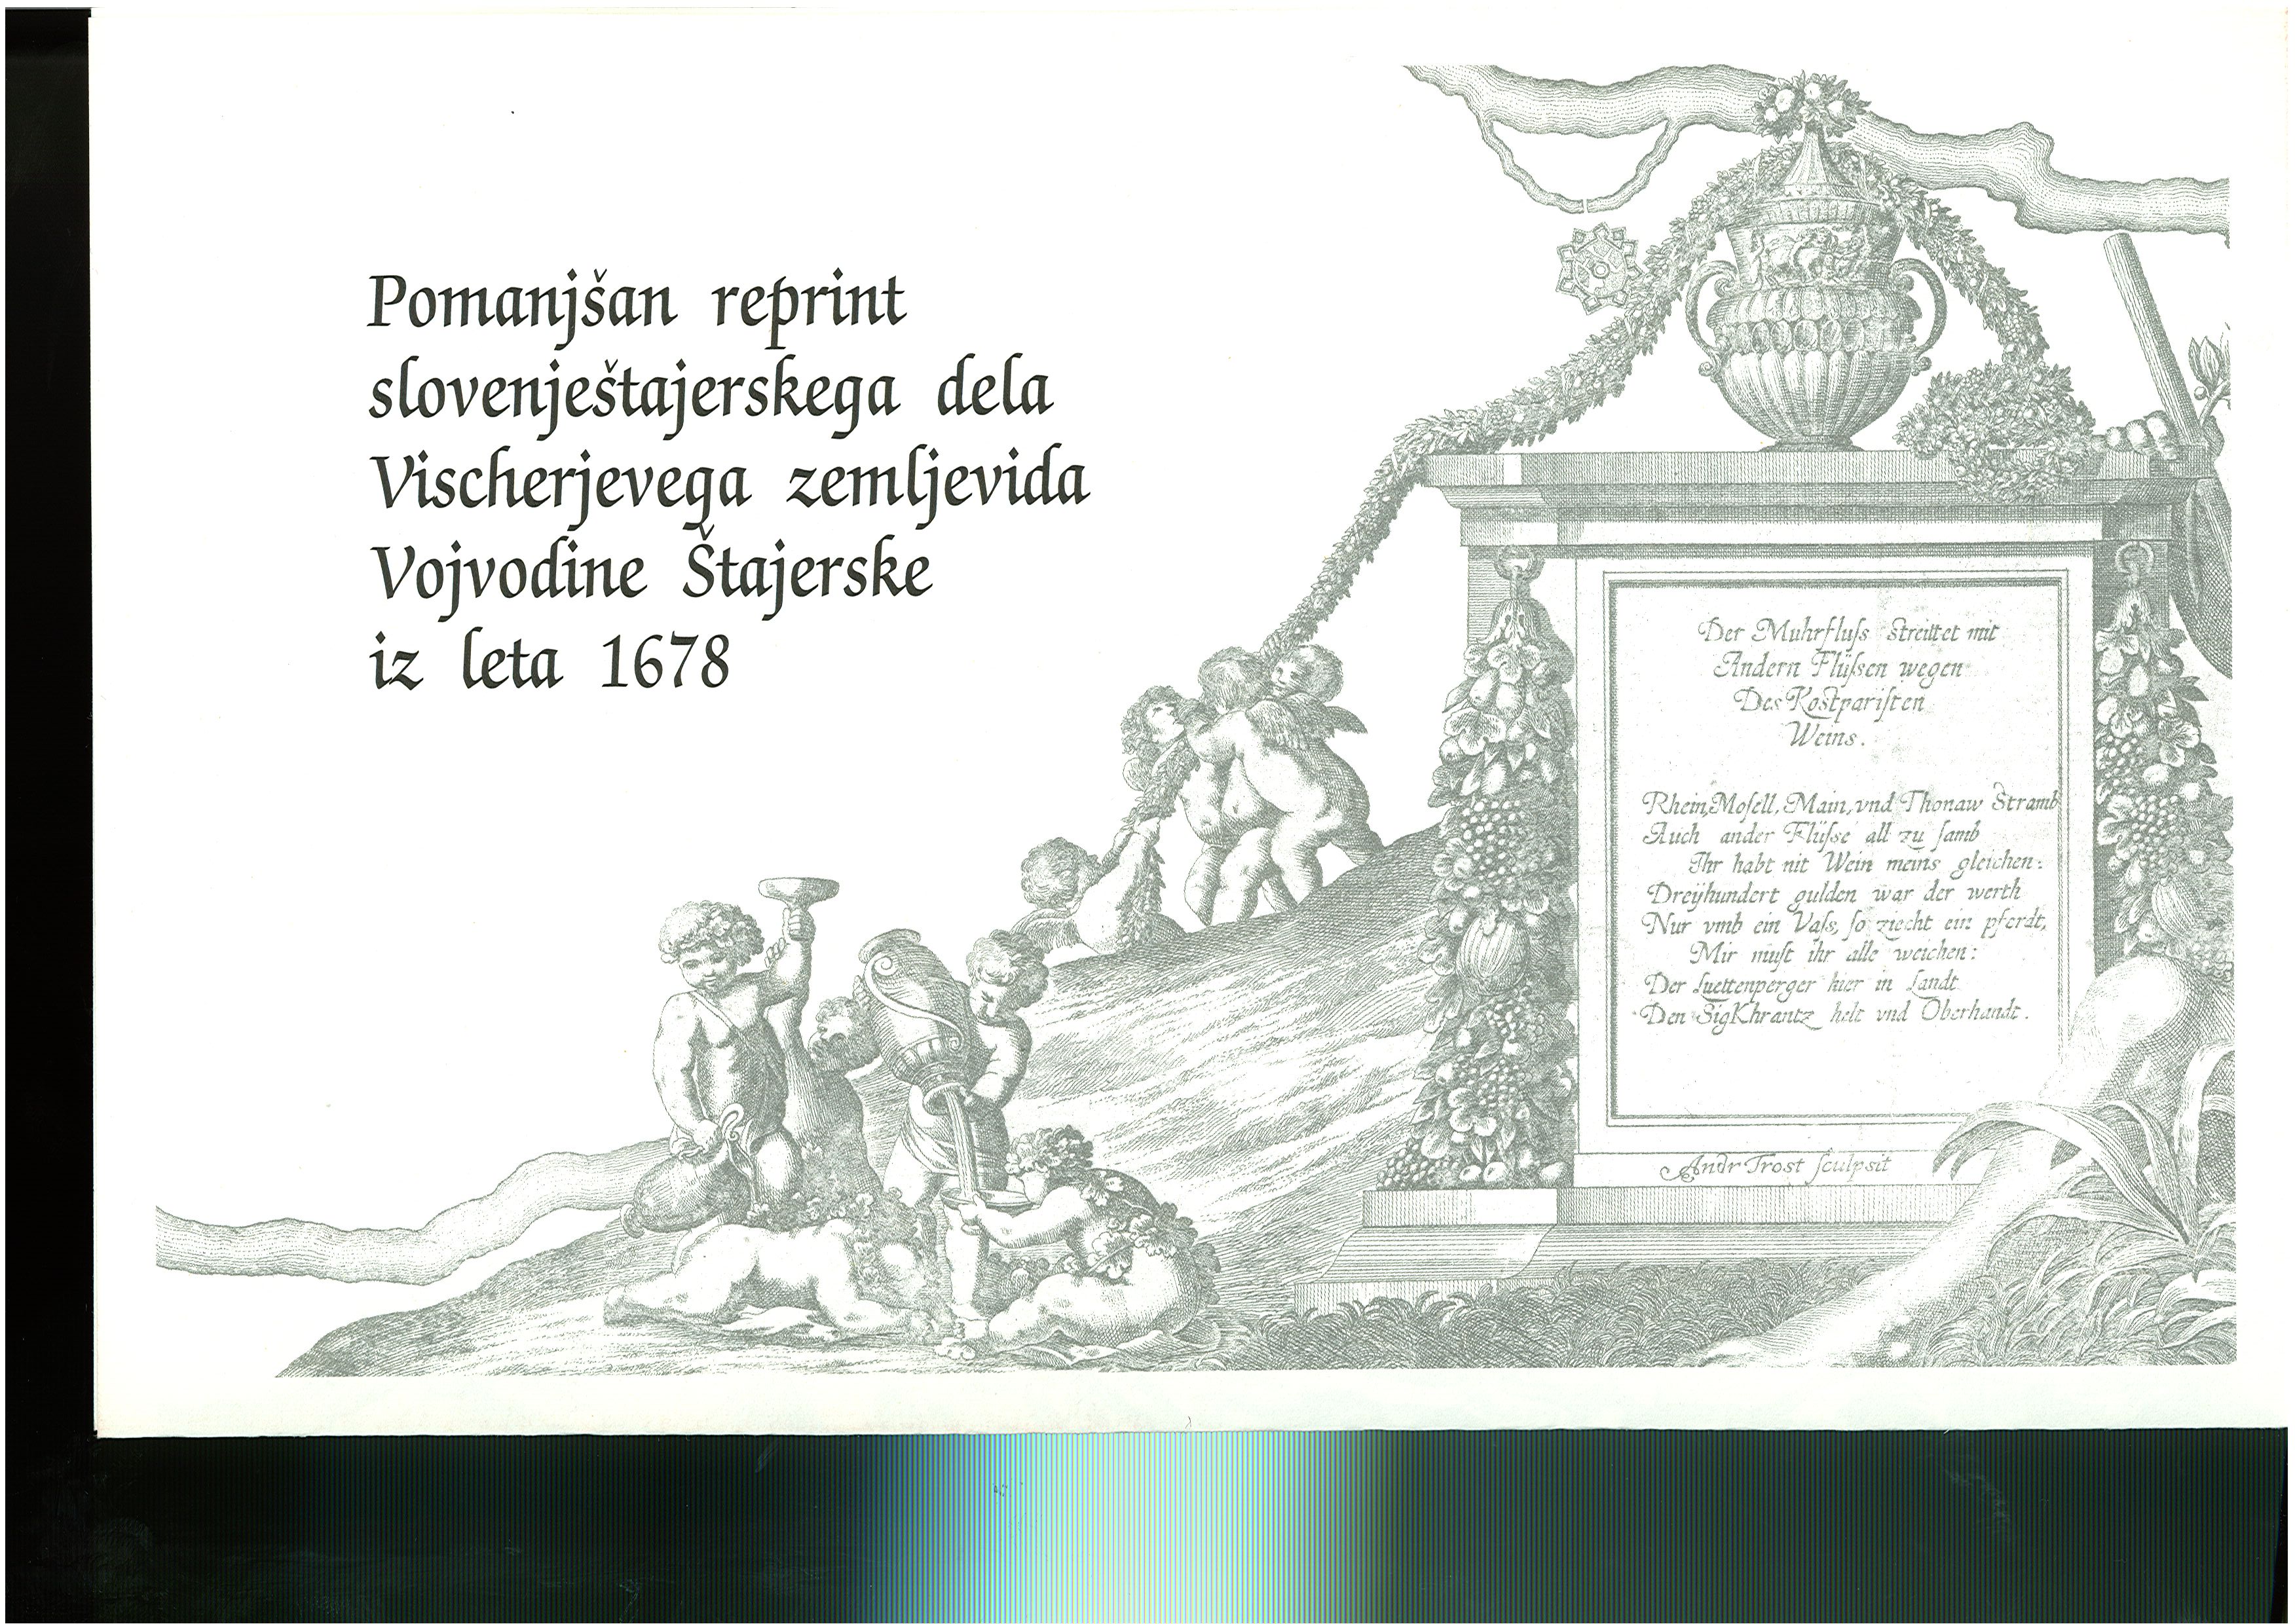 Pomanjšan reprint
slovenještajerskega dela
Vischerjevega zemljevida
Vojvodine Štajerske
iz leta 1678
Der Muhrfluſs Streittet mit
Andern Flüſsen wegen
Des Koſtpariſten
Weins.
Rhein, Moſell, Main, vnd Thonaw Stramb
Auch ander Flüſse all zu ſamb
Ihr habt nit Wein meins gleichen:
Dreÿhundert gulden war der werth
Nur vmb ein Vaſs, ſo ziecht ein pferdt,
Mir müſt ihr alle weichen:
Der Luettenperger hier in Landt
Den SigKhrantz helt vnd Oberhandt.
Andr Trost ſculpsit